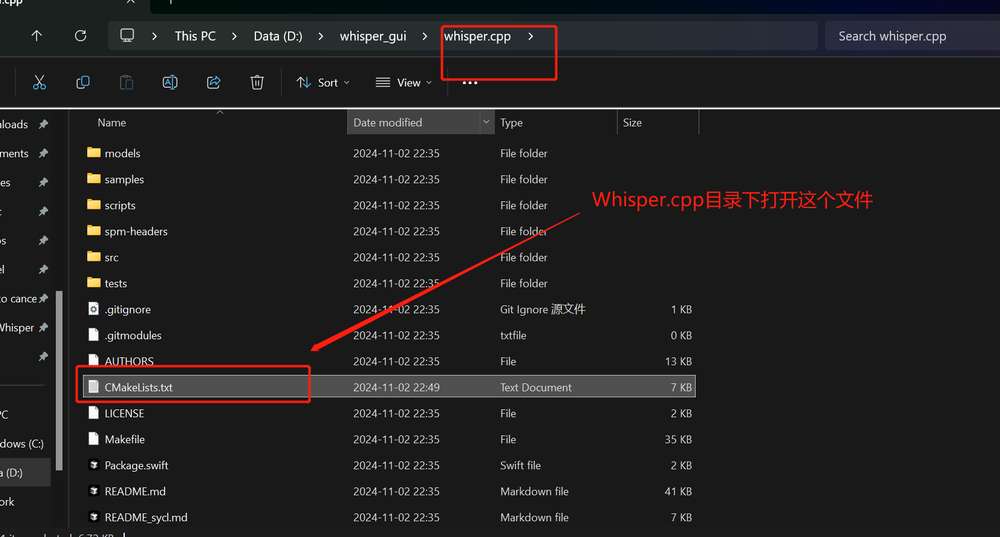 This PC > Data (D:) > whisper_gui > whisper.cpp > Search whisper.cpp
Sort View ...
Name Date modified Type Size
models 2024-11-02 22:35 File folder
samples 2024-11-02 22:35 File folder
scripts 2024-11-02 22:35 File folder
Whisper.cpp目录下打开这个文件
spm-headers 2024-11-02 22:35 File folder
src 2024-11-02 22:35 File folder
tests 2024-11-02 22:35 File folder
.gitignore 2024-11-02 22:35 Git Ignore 源文件 1 KB
.gitmodules 2024-11-02 22:35 txtfile 0 KB
AUTHORS 2024-11-02 22:35 File 13 KB
CMakeLists.txt 2024-11-02 22:49 Text Document 7 KB
LICENSE 2024-11-02 22:35 File 2 KB
Makefile 2024-11-02 22:35 File 35 KB
Package.swift 2024-11-02 22:35 Swift file 2 KB
README.md 2024-11-02 22:35 Markdown file 41 KB
README_sycl.md 2024-11-02 22:35 Markdown file 7 KB
to cance
Whisper